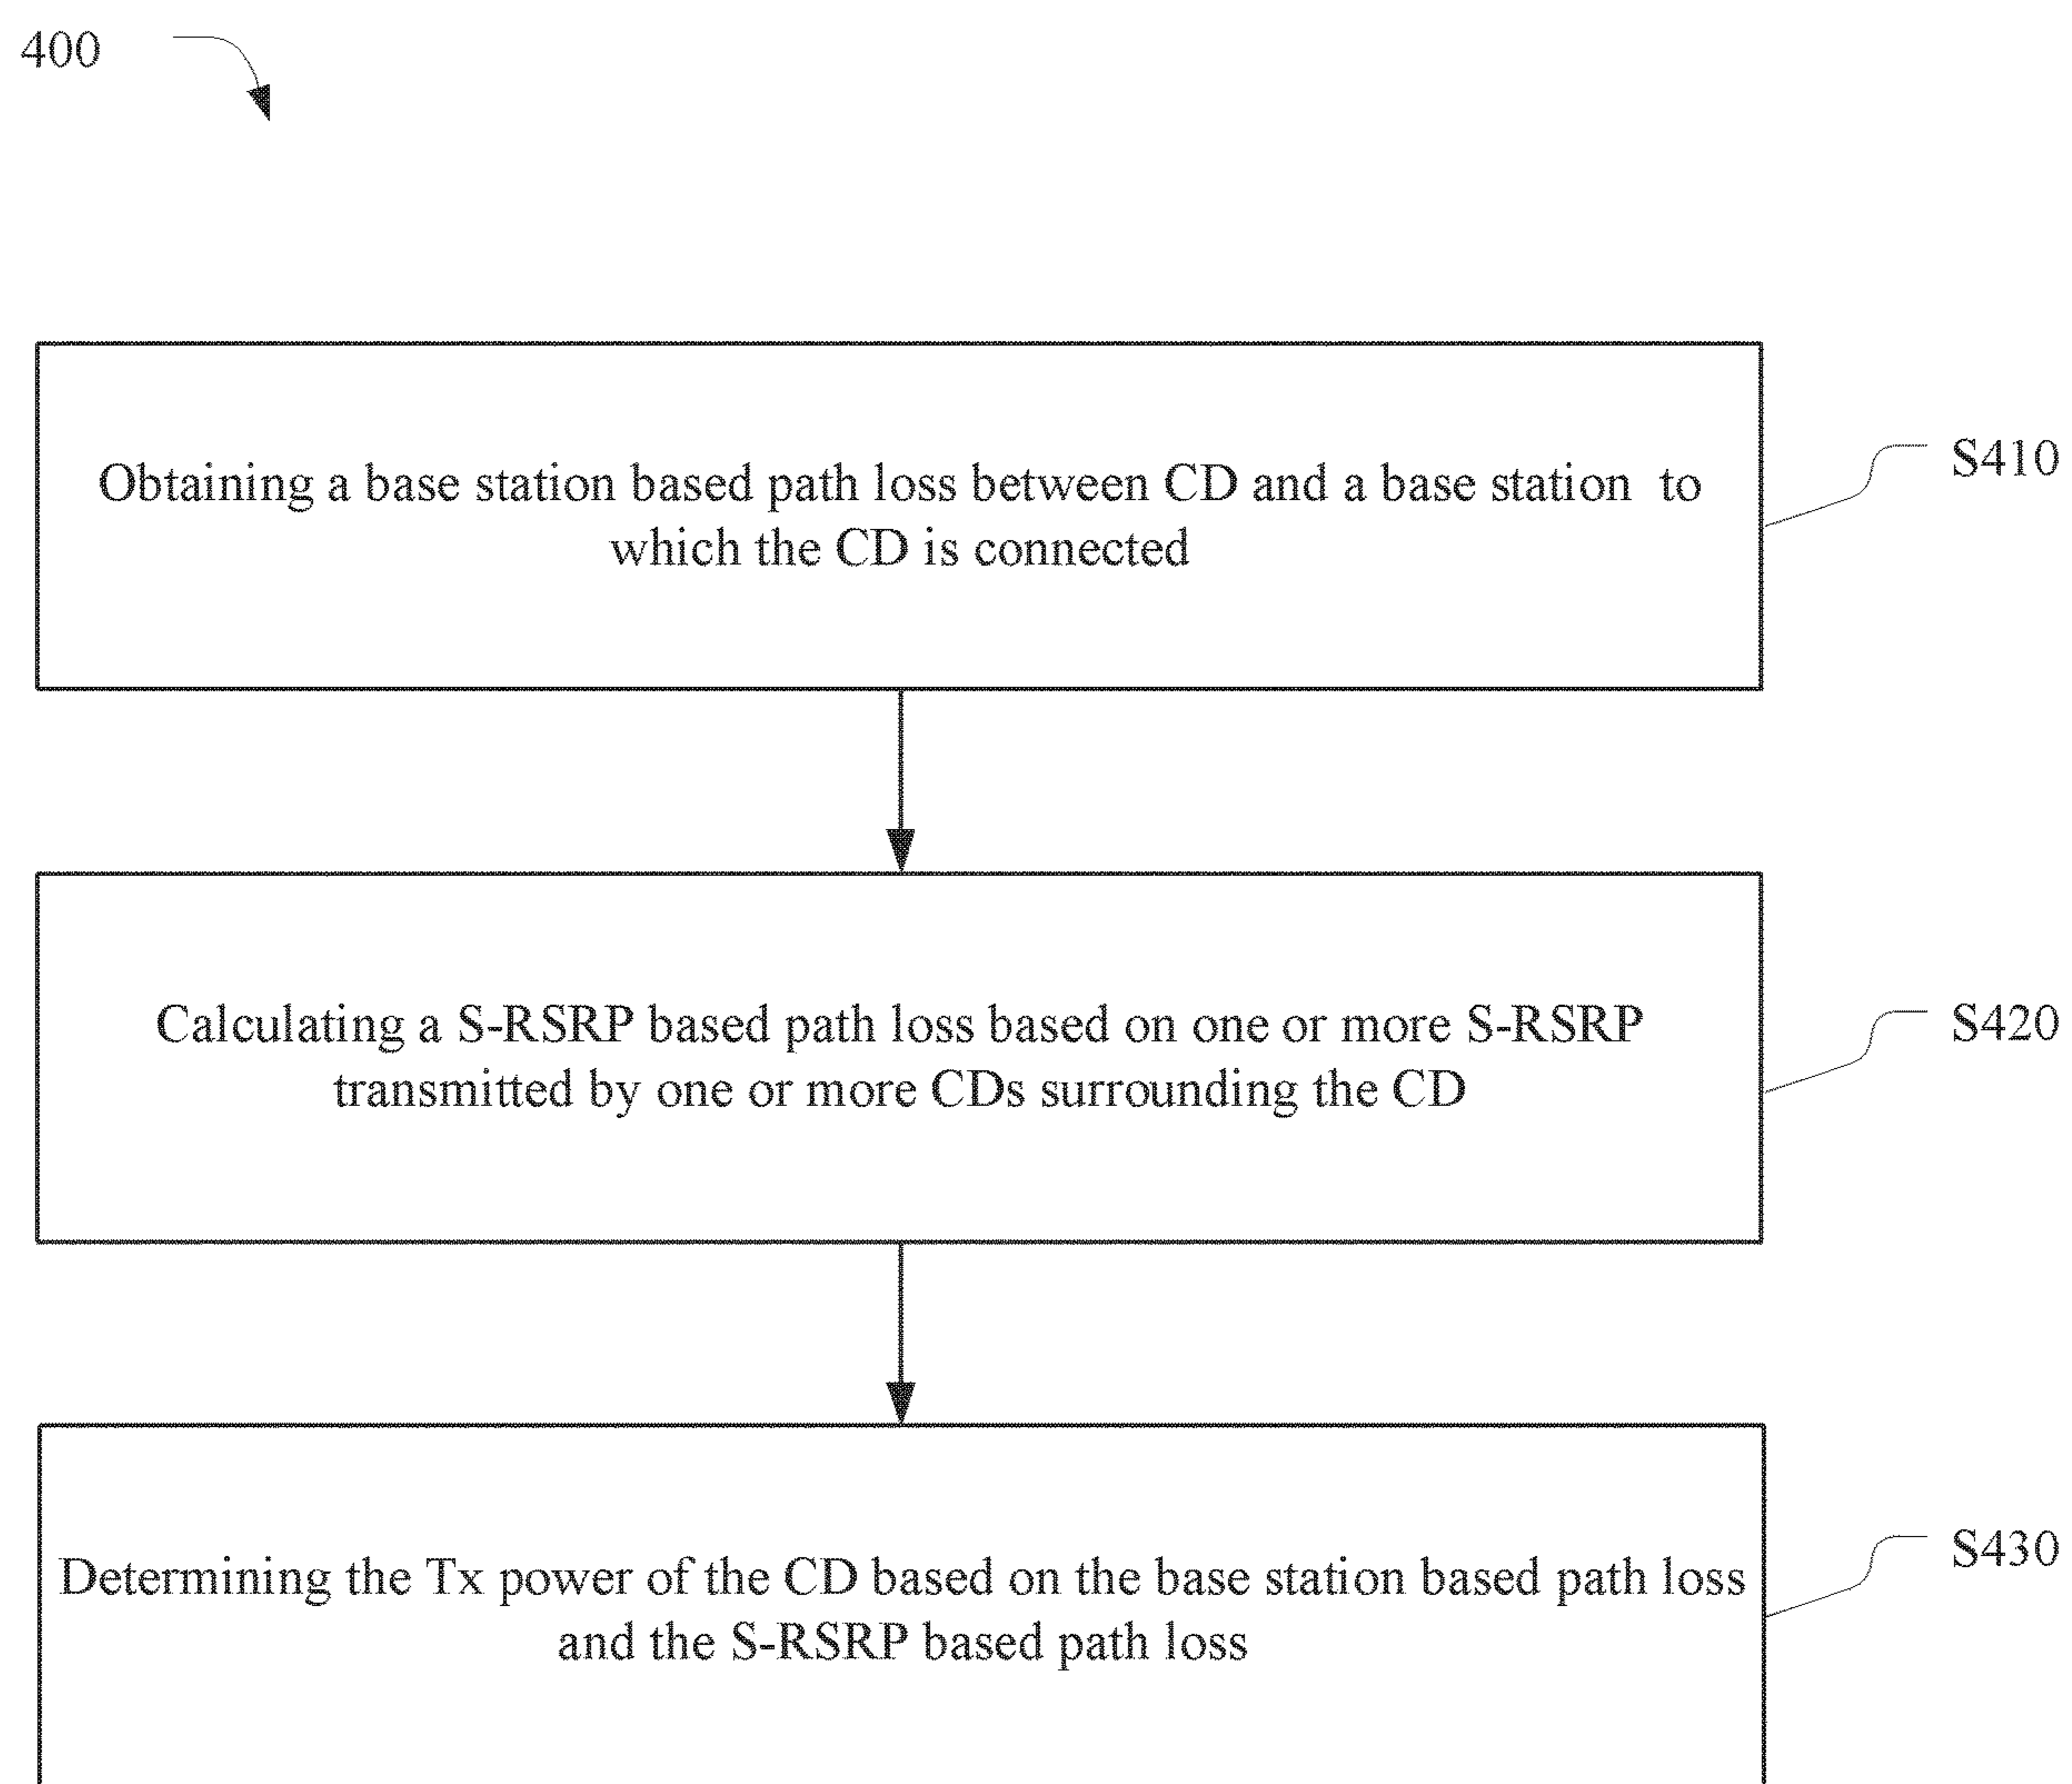 400
Obtaining a base station based path loss between CD and a base station to
which the CD is connected
S410
Calculating a S-RSRP based path loss based on one or more S-RSRP
transmitted by one or more CDs surrounding the CD
S420
Determining the Tx power of the CD based on the base station based path loss
and the S-RSRP based path loss
S430